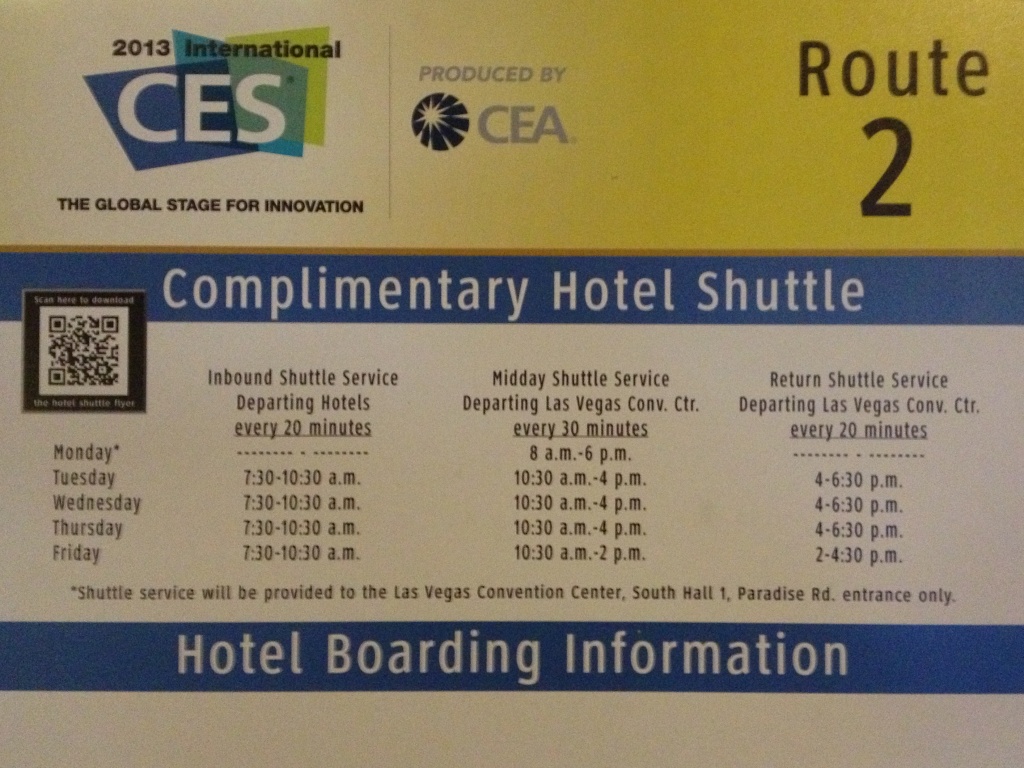 2013 International
CES
THE GLOBAL STAGE FOR INNOVATION
PRODUCED BY
CEA
Route
2
Complimentary Hotel Shuttle
Scan here to download
the hotel shuttle flyer
Inbound Shuttle Service Midday Shuttle Service Return Shuttle Service
Departing Hotels Departing Las Vegas Conv. Ctr. Departing Las Vegas Conv. Ctr.
every 20 minutes every 30 minutes every 20 minutes
Monday* -------- - -------- 8 a.m.-6 p.m. -------- - --------
Tuesday 7:30-10:30 a.m. 10:30 a.m.-4 p.m. 4-6:30 p.m.
Wednesday 7:30-10:30 a.m. 10:30 a.m.-4 p.m. 4-6:30 p.m.
Thursday 7:30-10:30 a.m. 10:30 a.m.-4 p.m. 4-6:30 p.m.
Friday 7:30-10:30 a.m. 10:30 a.m.-2 p.m. 2-4:30 p.m.
*Shuttle service will be provided to the Las Vegas Convention Center, South Hall 1, Paradise Rd. entrance only.
Hotel Boarding Information